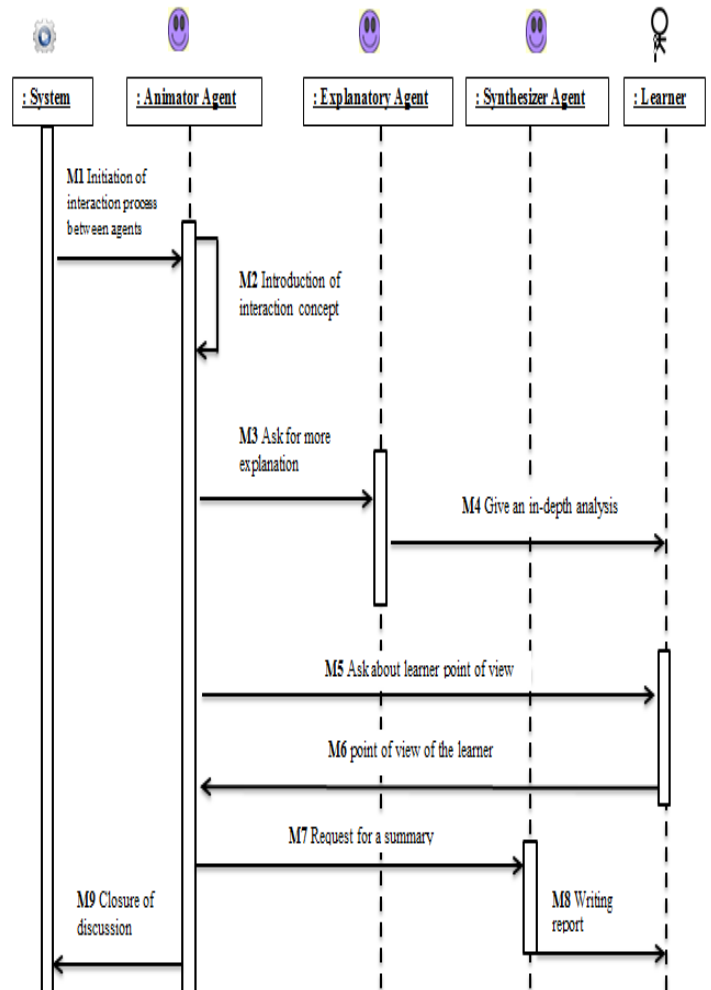 : System
: Animator Agent
: Explanatory Agent
: Synthesizer Agent
: Learner
M1 Initiation of
interaction process
between agents
M2 Introduction of
interaction concept
M3 Ask for more
explanation
M4 Give an in-depth analysis
M5 Ask about learner point of view
M6 point of view of the learner
M7 Request for a summary
M9 Closure of
discussion
M8 Writing
report